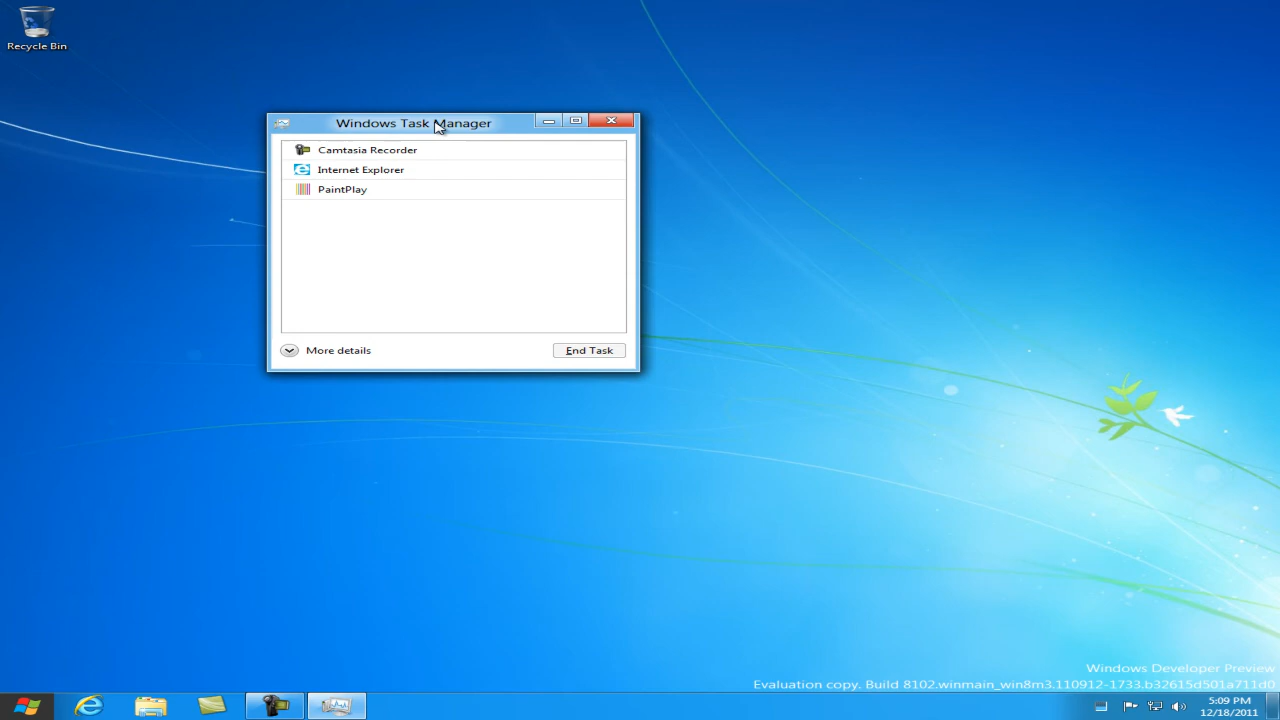 Recycle Bin
Windows Task Manager
Camtasia Recorder
Internet Explorer
PaintPlay
More details
End Task
Windows Developer Preview
Evaluation copy. Build 8102.winmain_win8m3.110912-1733.b32615d501a711d0
5:09 PM
12/18/2011